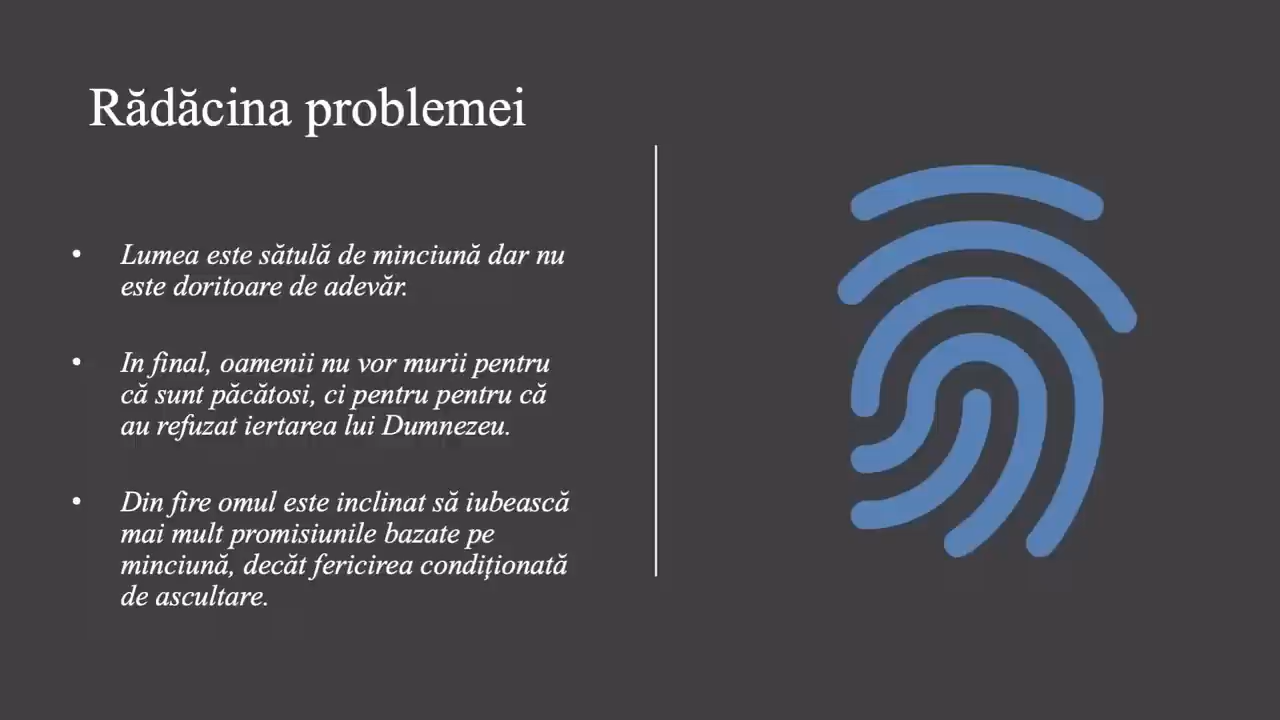 Rădăcina problemei
• Lumea este sătulă de minciună dar nu
este doritoare de adevăr.
• In final, oamenii nu vor murii pentru
că sunt păcătosi, ci pentru pentru că
au refuzat iertarea lui Dumnezeu.
• Din fire omul este inclinat să iubească
mai mult promisiunile bazate pe
minciună, decăt fericirea condiționată
de ascultare.